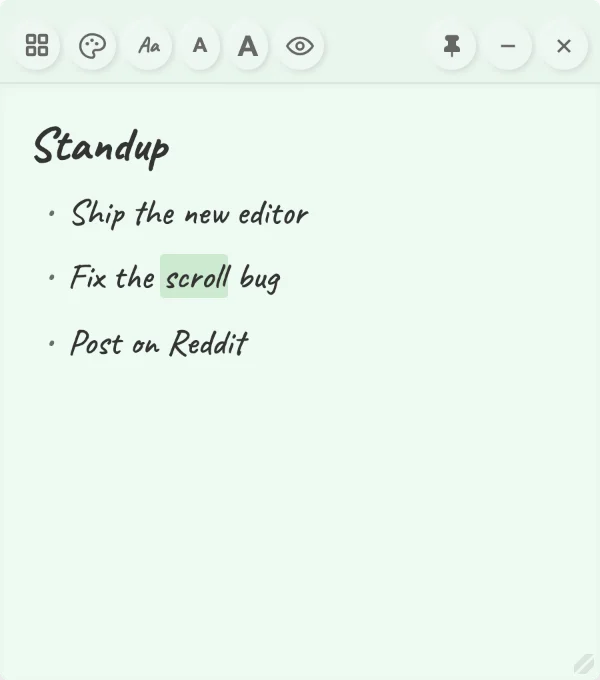 Aa A A
Standup
· Ship the new editor
· Fix the scroll bug
· Post on Reddit